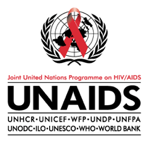 Joint United Nations Programme on HIV/AIDS
UNAIDS
UNHCR•UNICEF•WFP•UNDP•UNFPA
UNODC•ILO•UNESCO•WHO•WORLD BANK